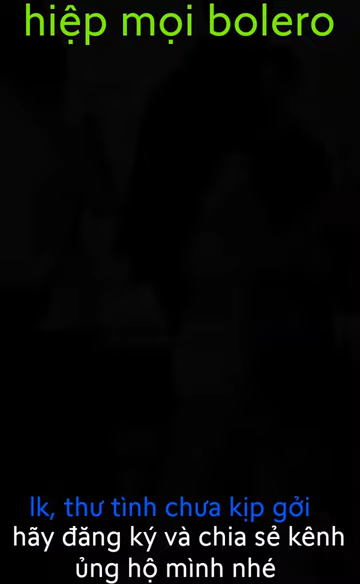 hiệp mọi bolero
lk, thư tình chưa kịp gởi
hãy đăng ký và chia sẻ kênh
ủng hộ mình nhé